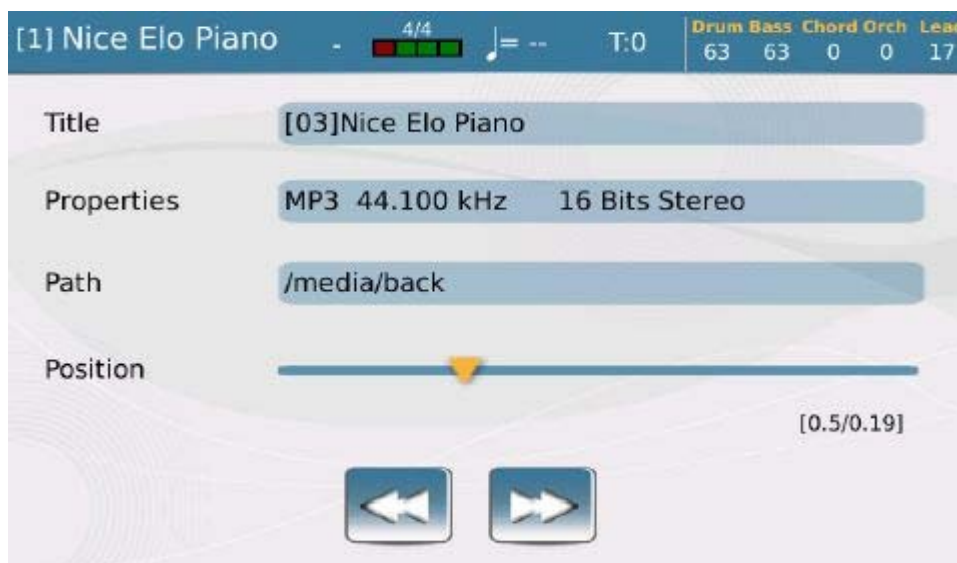 [1] Nice Elo Piano - 4/4 ♩= -- T:0 Drum Bass Chord Orch
63 63 0 0 17
Title [03]Nice Elo Piano
Properties MP3 44.100 kHz 16 Bits Stereo
Path /media/back
Position
[0.5/0.19]